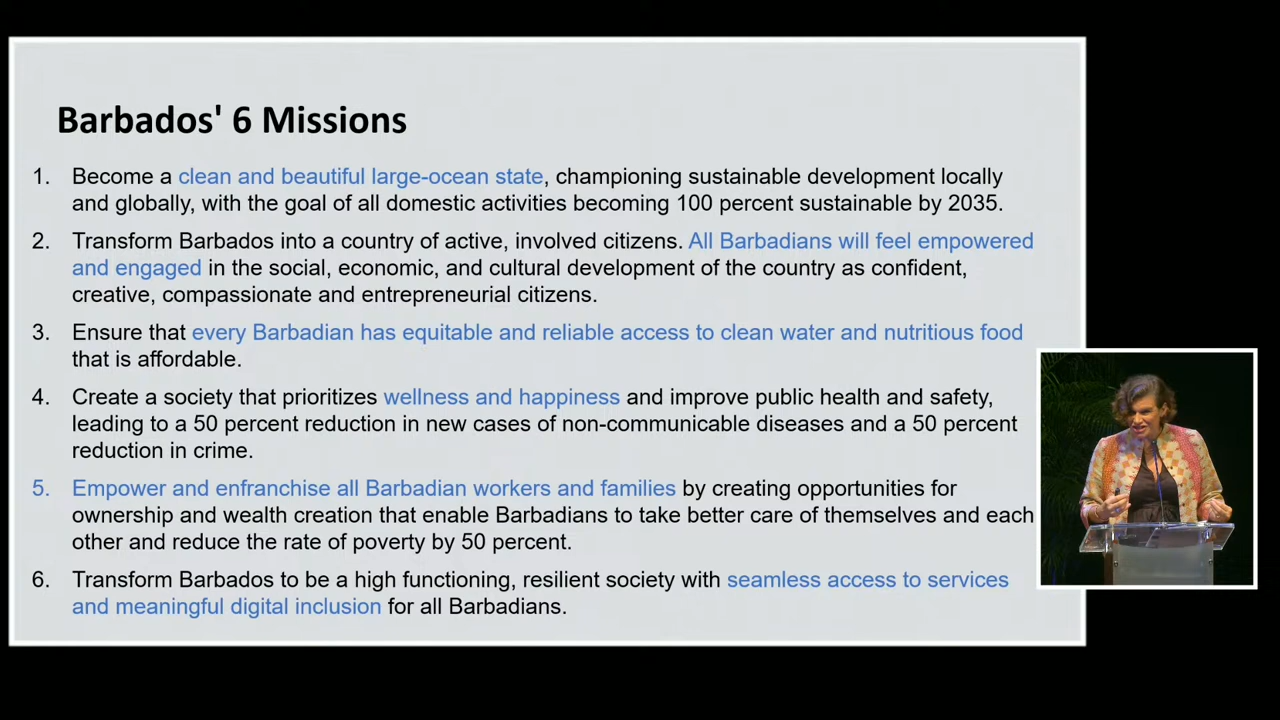 Barbados' 6 Missions
1. Become a clean and beautiful large-ocean state, championing sustainable development locally
and globally, with the goal of all domestic activities becoming 100 percent sustainable by 2035.
2. Transform Barbados into a country of active, involved citizens. All Barbadians will feel empowered
and engaged in the social, economic, and cultural development of the country as confident,
creative, compassionate and entrepreneurial citizens.
3. Ensure that every Barbadian has equitable and reliable access to clean water and nutritious food
that is affordable.
4. Create a society that prioritizes wellness and happiness and improve public health and safety,
leading to a 50 percent reduction in new cases of non-communicable diseases and a 50 percent
reduction in crime.
5. Empower and enfranchise all Barbadian workers and families by creating opportunities for
ownership and wealth creation that enable Barbadians to take better care of themselves and each
other and reduce the rate of poverty by 50 percent.
6. Transform Barbados to be a high functioning, resilient society with seamless access to services
and meaningful digital inclusion for all Barbadians.